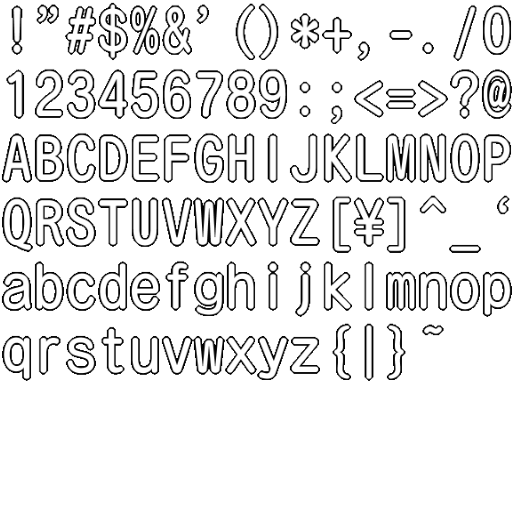 !”#$%&’()*+,-./0
123456789:;<=>?@
ABCDEFGHIJKLMNOP
QRSTUVWXYZ[¥]^_‘
abcdefghijklmnop
qrstuvwxyz{|}~